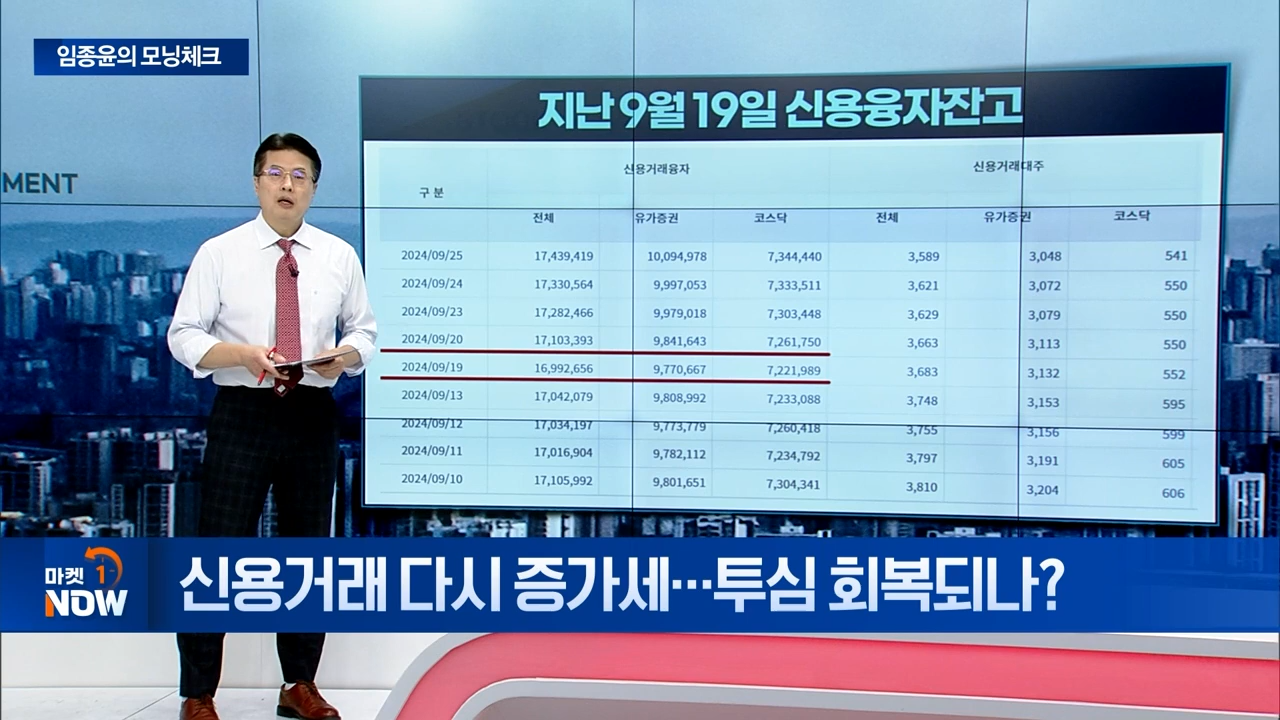 임종윤의 모닝체크
MENT
지난 9월 19일 신용융자잔고
구 분 신용거래융자 신용거래대주
전체 유가증권 코스닥 전체 유가증권 코스닥
2024/09/25 17,439,419 10,094,978 7,344,440 3,589 3,048 541
2024/09/24 17,330,564 9,997,053 7,333,511 3,621 3,072 550
2024/09/23 17,282,466 9,979,018 7,303,448 3,629 3,079 550
2024/09/20 17,103,393 9,841,643 7,261,750 3,663 3,113 550
2024/09/19 16,992,656 9,770,667 7,221,989 3,683 3,132 552
2024/09/13 17,042,079 9,808,992 7,233,088 3,748 3,153 595
2024/09/12 17,034,197 9,773,779 7,260,418 3,755 3,156 599
2024/09/11 17,016,904 9,782,112 7,234,792 3,797 3,191 605
2024/09/10 17,105,992 9,801,651 7,304,341 3,810 3,204 606
마켓 1
NOW
신용거래 다시 증가세…투심 회복되나?